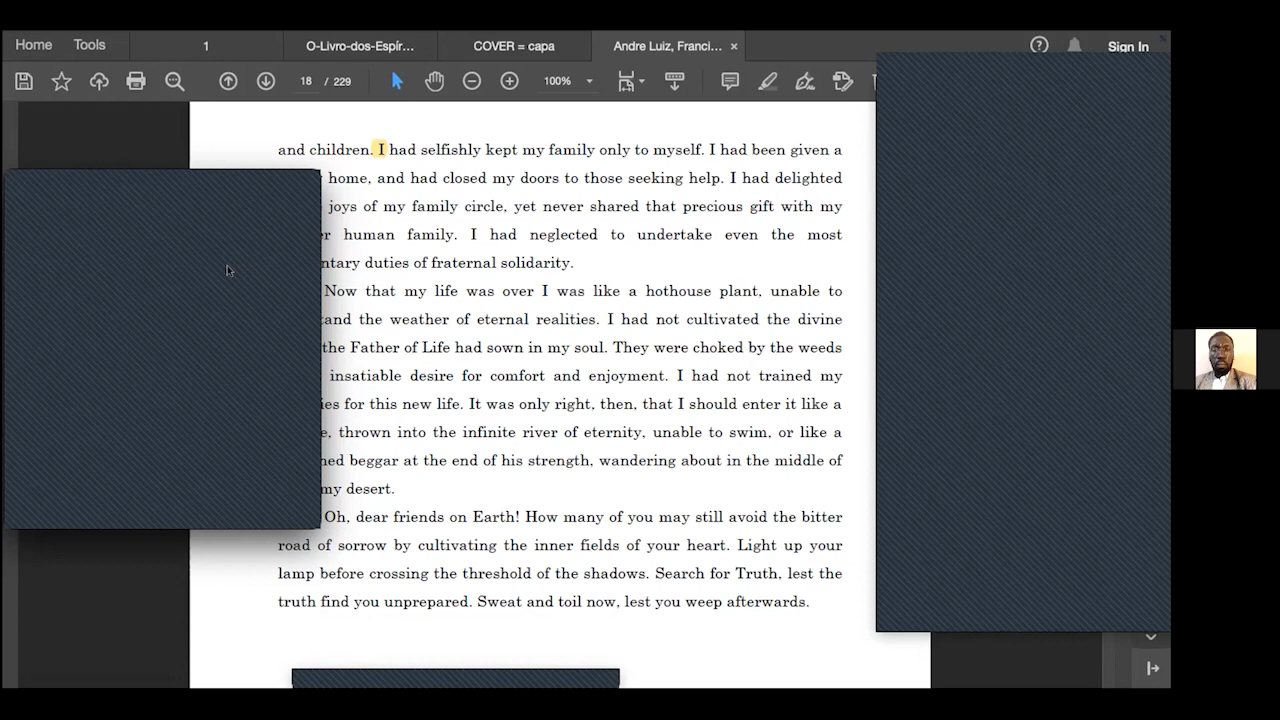 Home Tools 1 O-Livro-dos-Espír... COVER = capa Andre Luiz, Franci... × Sign In
18 / 229 100%
and children. I had selfishly kept my family only to myself. I had been given a
home, and had closed my doors to those seeking help. I had delighted
joys of my family circle, yet never shared that precious gift with my
human family. I had neglected to undertake even the most
duties of fraternal solidarity.
Now that my life was over I was like a hothouse plant, unable to
the weather of eternal realities. I had not cultivated the divine
the Father of Life had sown in my soul. They were choked by the weeds
insatiable desire for comfort and enjoyment. I had not trained my
for this new life. It was only right, then, that I should enter it like a
thrown into the infinite river of eternity, unable to swim, or like a
beggar at the end of his strength, wandering about in the middle of
my desert.
Oh, dear friends on Earth! How many of you may still avoid the bitter
road of sorrow by cultivating the inner fields of your heart. Light up your
lamp before crossing the threshold of the shadows. Search for Truth, lest the
truth find you unprepared. Sweat and toil now, lest you weep afterwards.